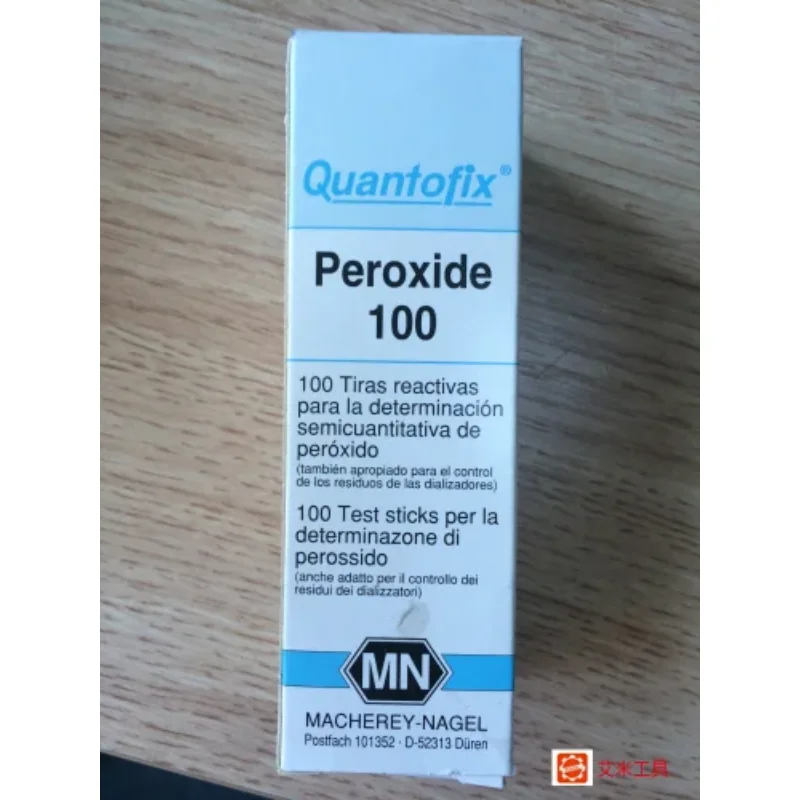 Quantofix®
Peroxide
100
100 Tiras reactivas
para la determinación
semicuantitativa de
peróxido
(también apropiado para el control
de los residuos de las dializadores)
100 Test sticks per la
determinazone di
perossido
(anche adatto per il controllo dei
residui dei dializzatori)
MN
MACHEREY-NAGEL
Postfach 101352 · D-52313 Düren
艾米工具